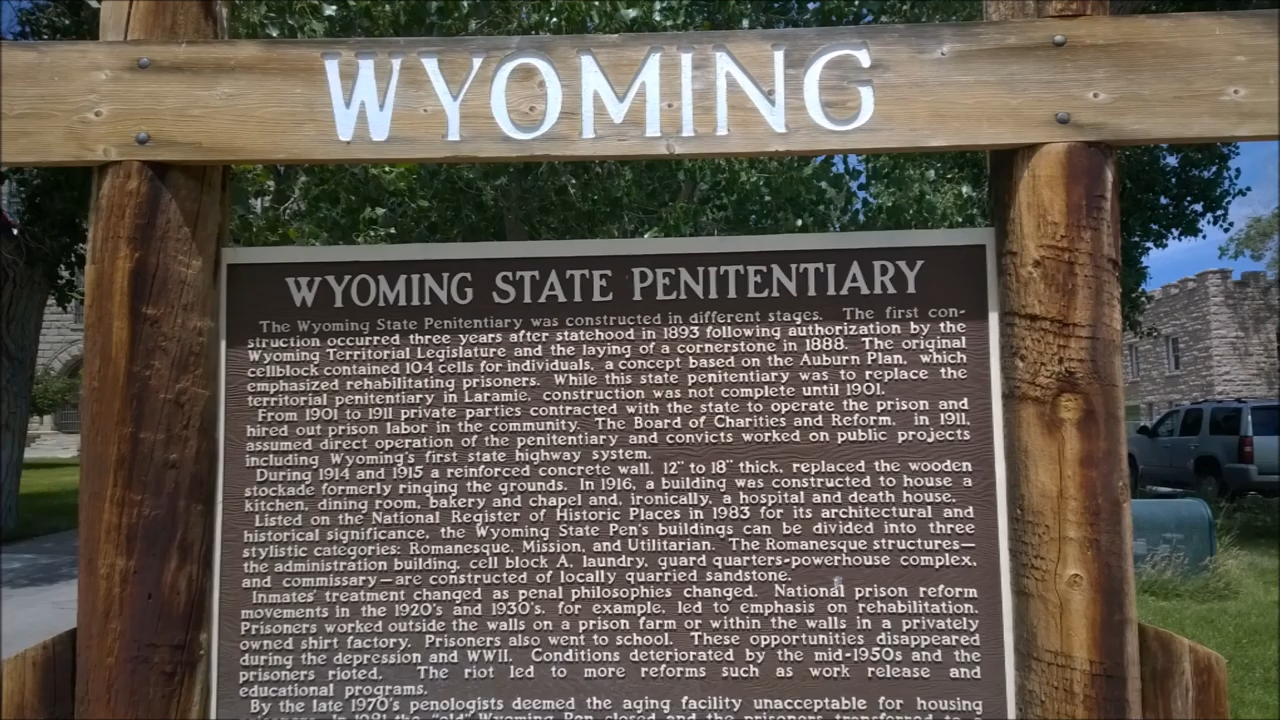 WYOMING
WYOMING STATE PENITENTIARY
The Wyoming State Penitentiary was constructed in different stages. The first con-
struction occurred three years after statehood in 1893 following authorization by the
Wyoming Territorial Legislature and the laying of a cornerstone in 1888. The original
cellblock contained 104 cells for individuals, a concept based on the Auburn Plan, which
emphasized rehabilitating prisoners. While this state penitentiary was to replace the
territorial penitentiary in Laramie, construction was not complete until 1901.
From 1901 to 1911 private parties contracted with the state to operate the prison and
hired out prison labor in the community. The Board of Charities and Reform, in 1911,
assumed direct operation of the penitentiary and convicts worked on public projects
including Wyoming's first state highway system.
During 1914 and 1915 a reinforced concrete wall, 12" to 18" thick, replaced the wooden
stockade formerly ringing the grounds. In 1916, a building was constructed to house a
kitchen, dining room, bakery and chapel and, ironically, a hospital and death house.
Listed on the National Register of Historic Places in 1983 for its architectural and
historical significance, the Wyoming State Pen's buildings can be divided into three
stylistic categories: Romanesque, Mission, and Utilitarian. The Romanesque structures—
the administration building, cell block A, laundry, guard quarters-powerhouse complex,
and commissary—are constructed of locally quarried sandstone.
Inmates' treatment changed as penal philosophies changed. National prison reform
movements in the 1920's and 1930's, for example, led to emphasis on rehabilitation.
Prisoners worked outside the walls on a prison farm or within the walls in a privately
owned shirt factory. Prisoners also went to school. These opportunities disappeared
during the depression and WWII. Conditions deteriorated by the mid-1950s and the
prisoners rioted. The riot led to more reforms such as work release and
educational programs.
By the late 1970's penologists deemed the aging facility unacceptable for housing
prisoners. In 1981 the "old" Wyoming Pen closed and the prisoners transferred to a